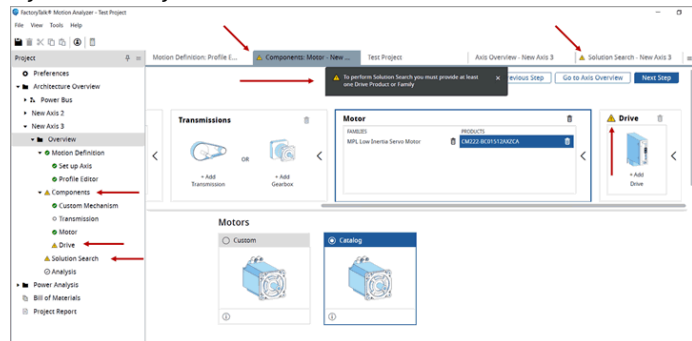 FactoryTalk® Motion Analyzer - Test Project
File View Tools Help
Project
Preferences
Architecture Overview
Power Bus
New Axis 2
New Axis 3
Overview
Motion Definition
Set up Axis
Profile Editor
Components
Custom Mechanism
Transmission
Motor
Drive
Solution Search
Analysis
Power Analysis
Bill of Materials
Project Report
Motion Definition: Profile E...
Components: Motor - New ...
Test Project
Axis Overview - New Axis 3
Solution Search - New Axis 3
To perform Solution Search you must provide at least
one Drive Product or Family
evious Step
Go to Axis Overview
Next Step
Transmissions
OR
+ Add
Transmission
+ Add
Gearbox
Motor
FAMILIES
MPL Low Inertia Servo Motor
PRODUCTS
Drive
+ Add
Drive
Motors
Custom
Catalog